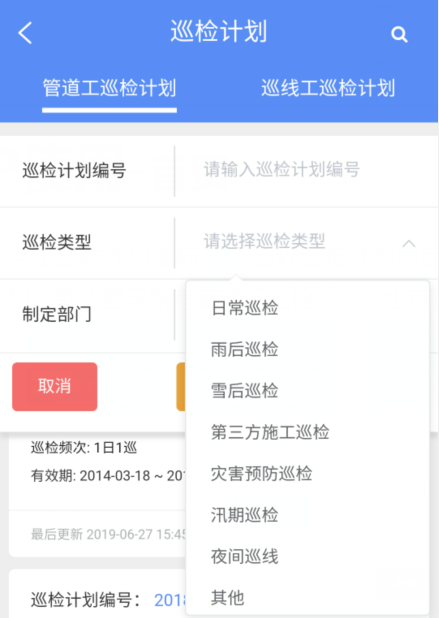 巡检计划
管道工巡检计划 巡线工巡检计划
巡检计划编号 请输入巡检计划编号
巡检类型 请选择巡检类型
制定部门
日常巡检
雨后巡检
雪后巡检
第三方施工巡检
灾害预防巡检
汛期巡检
夜间巡线
其他
取消
巡检频次: 1日1巡
有效期: 2014-03-18 ~ 201
最后更新 2019-06-27 15:45
巡检计划编号： 2018